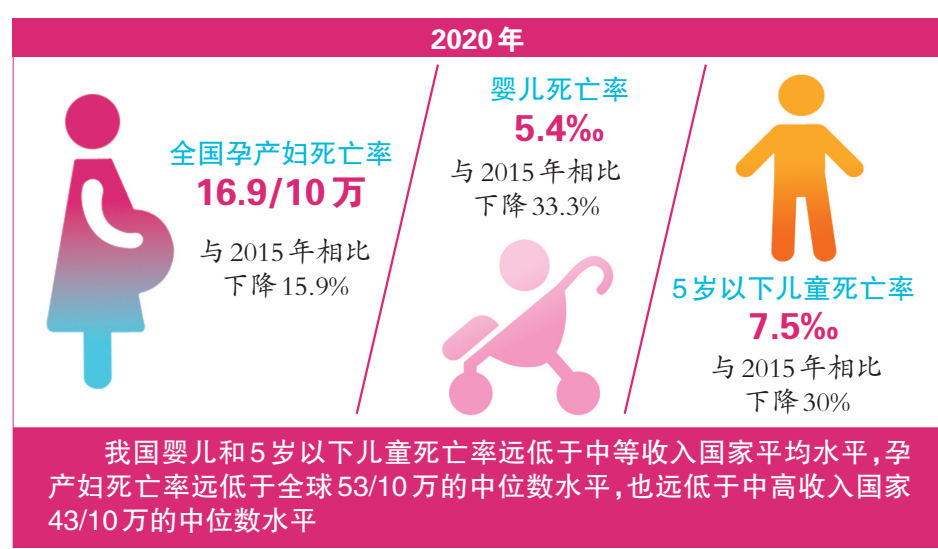 2020年
全国孕产妇死亡率
16.9/10万
与2015年相比
下降15.9%
婴儿死亡率
5.4‰
与2015年相比
下降33.3%
5岁以下儿童死亡率
7.5‰
与2015年相比
下降30%
我国婴儿和5岁以下儿童死亡率远低于中等收入国家平均水平,孕
产妇死亡率远低于全球53/10万的中位数水平,也远低于中高收入国家
43/10万的中位数水平